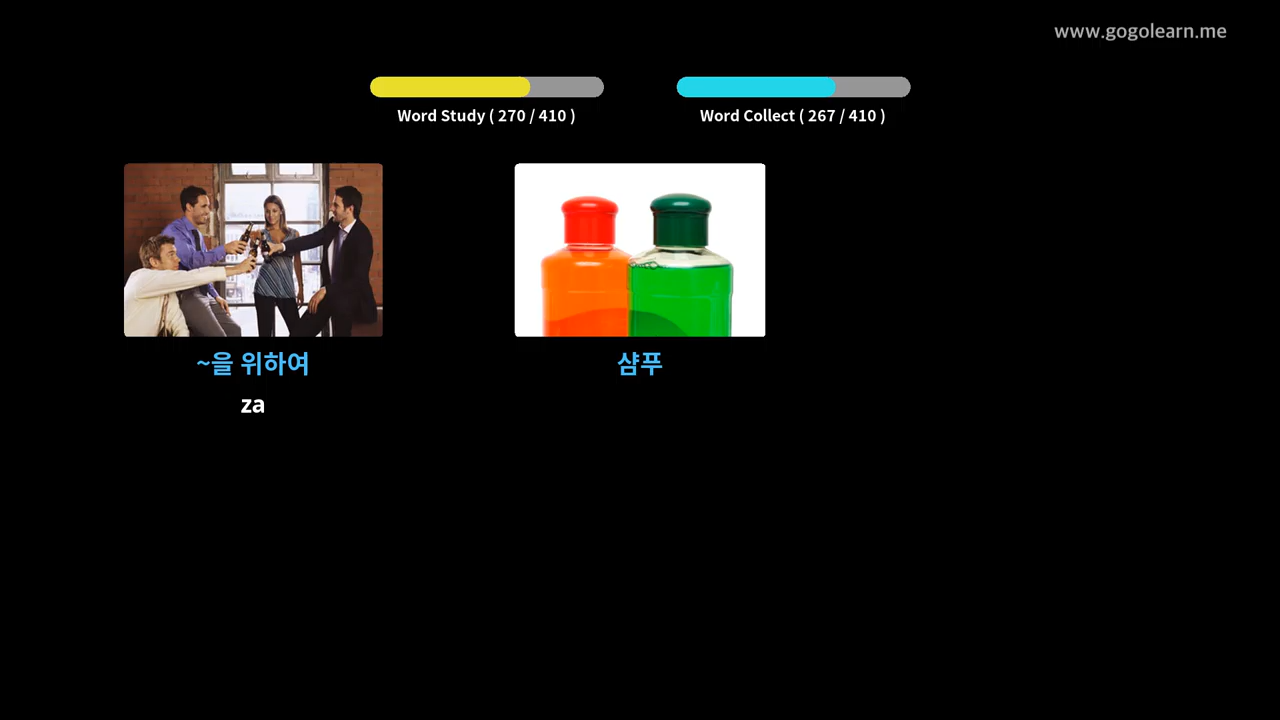 www.gogolearn.me
Word Study ( 270 / 410 )
Word Collect ( 267 / 410 )
~을 위하여
샴푸
za